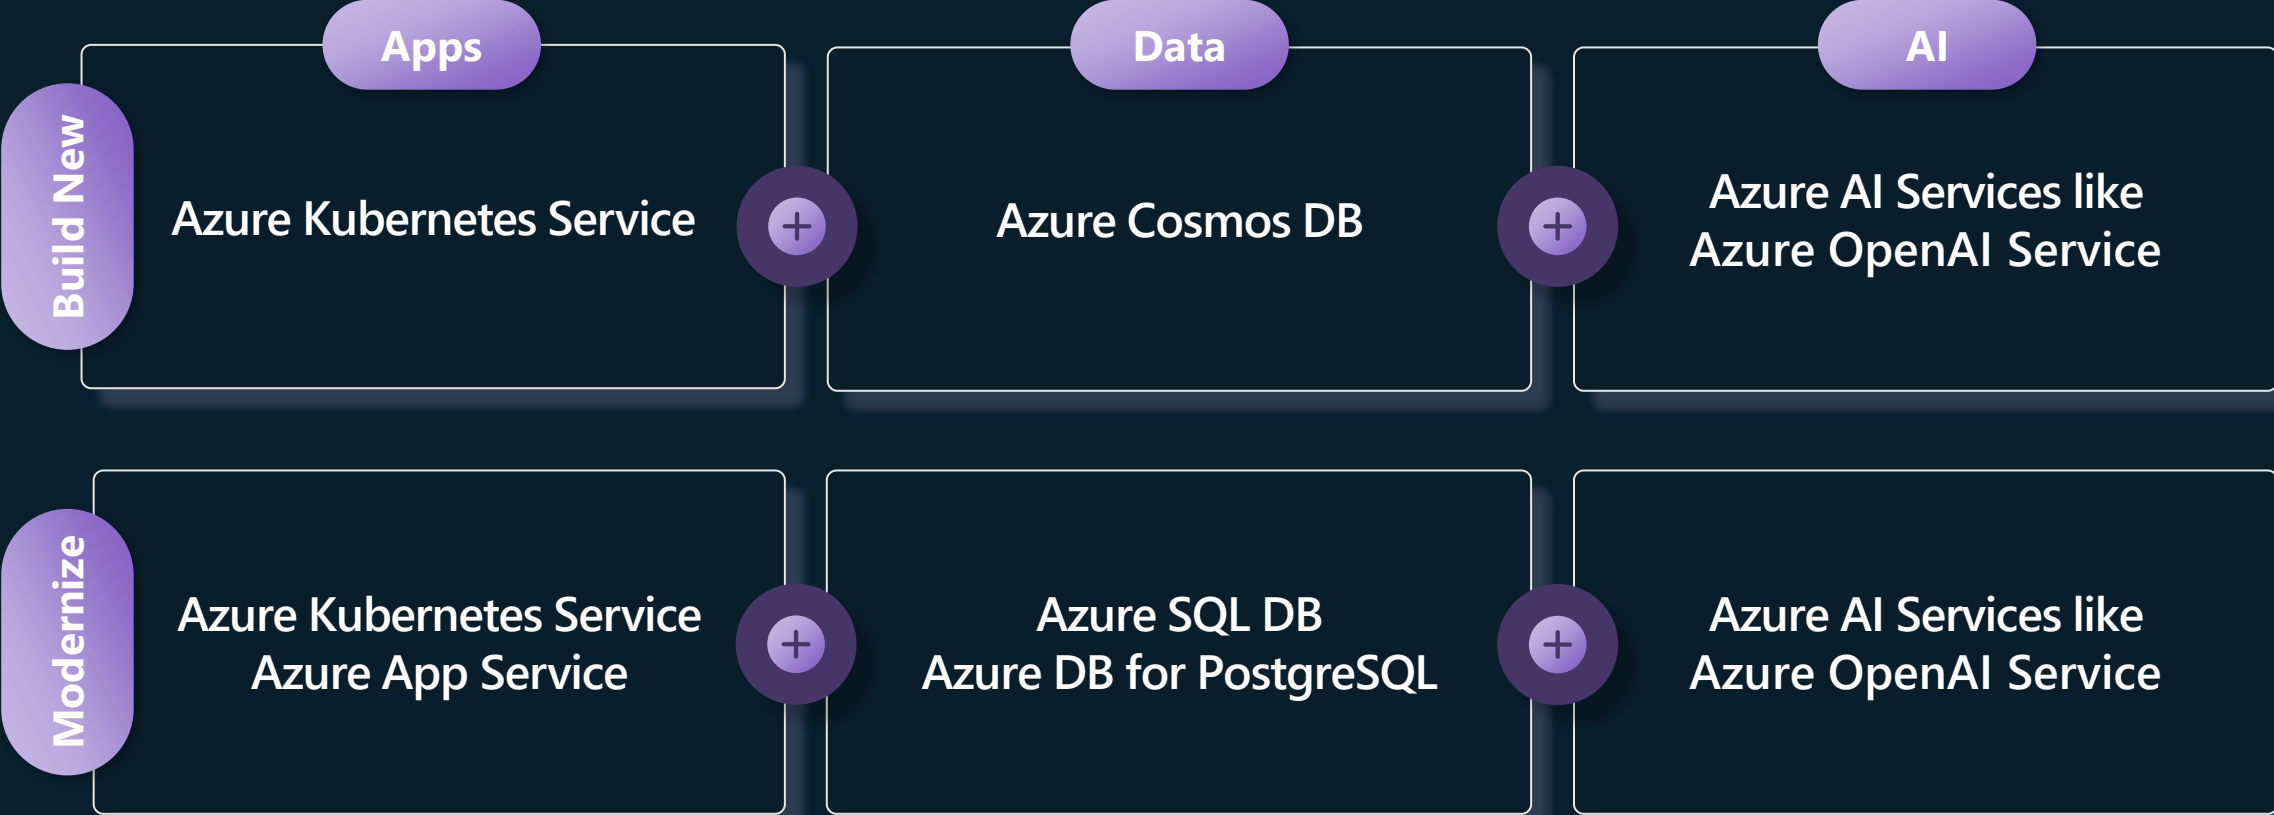 Apps
Data
AI
Build New
Azure Kubernetes Service
Azure Cosmos DB
Azure AI Services like
Azure OpenAI Service
Modernize
Azure Kubernetes Service
Azure App Service
Azure SQL DB
Azure DB for PostgreSQL
Azure AI Services like
Azure OpenAI Service